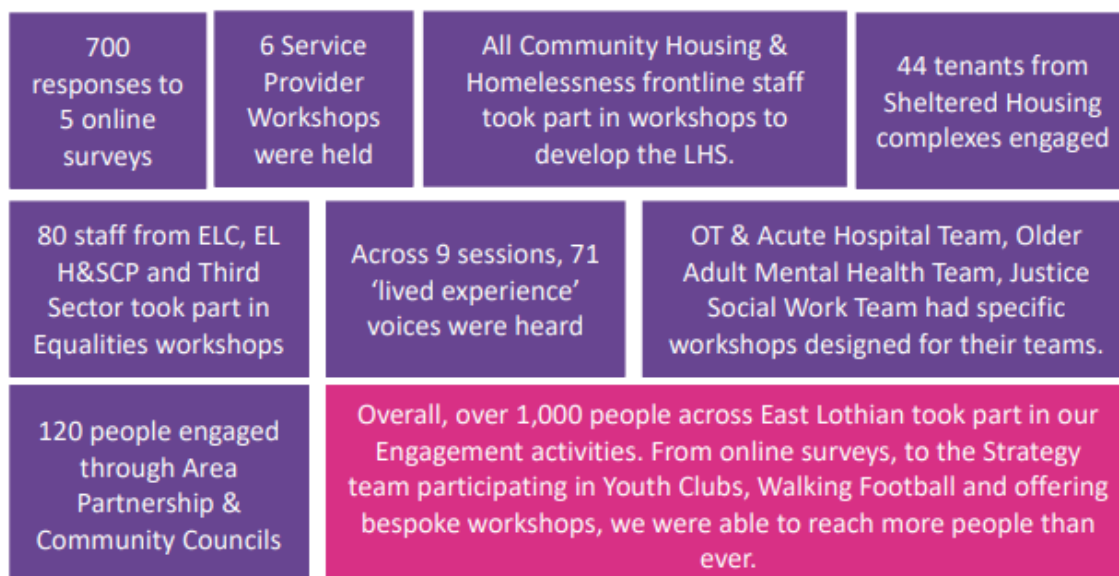 700
responses to
5 online
surveys
6 Service
Provider
Workshops
were held
All Community Housing &
Homelessness frontline staff
took part in workshops to
develop the LHS.
44 tenants from
Sheltered Housing
complexes engaged
80 staff from ELC, EL
H&SCP and Third
Sector took part in
Equalities workshops
Across 9 sessions, 71
‘lived experience’
voices were heard
OT & Acute Hospital Team, Older
Adult Mental Health Team, Justice
Social Work Team had specific
workshops designed for their teams.
120 people engaged
through Area
Partnership &
Community Councils
Overall, over 1,000 people across East Lothian took part in our
Engagement activities. From online surveys, to the Strategy
team participating in Youth Clubs, Walking Football and offering
bespoke workshops, we were able to reach more people than
ever.